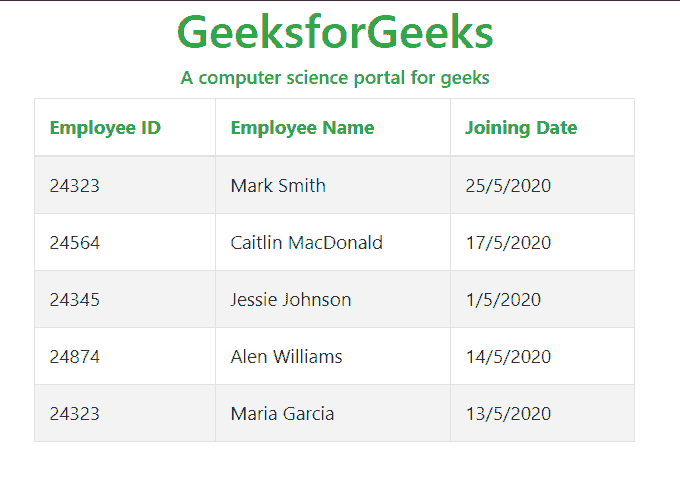 GeeksforGeeks
A computer science portal for geeks
Employee ID Employee Name Joining Date
24323 Mark Smith 25/5/2020
24564 Caitlin MacDonald 17/5/2020
24345 Jessie Johnson 1/5/2020
24874 Alen Williams 14/5/2020
24323 Maria Garcia 13/5/2020